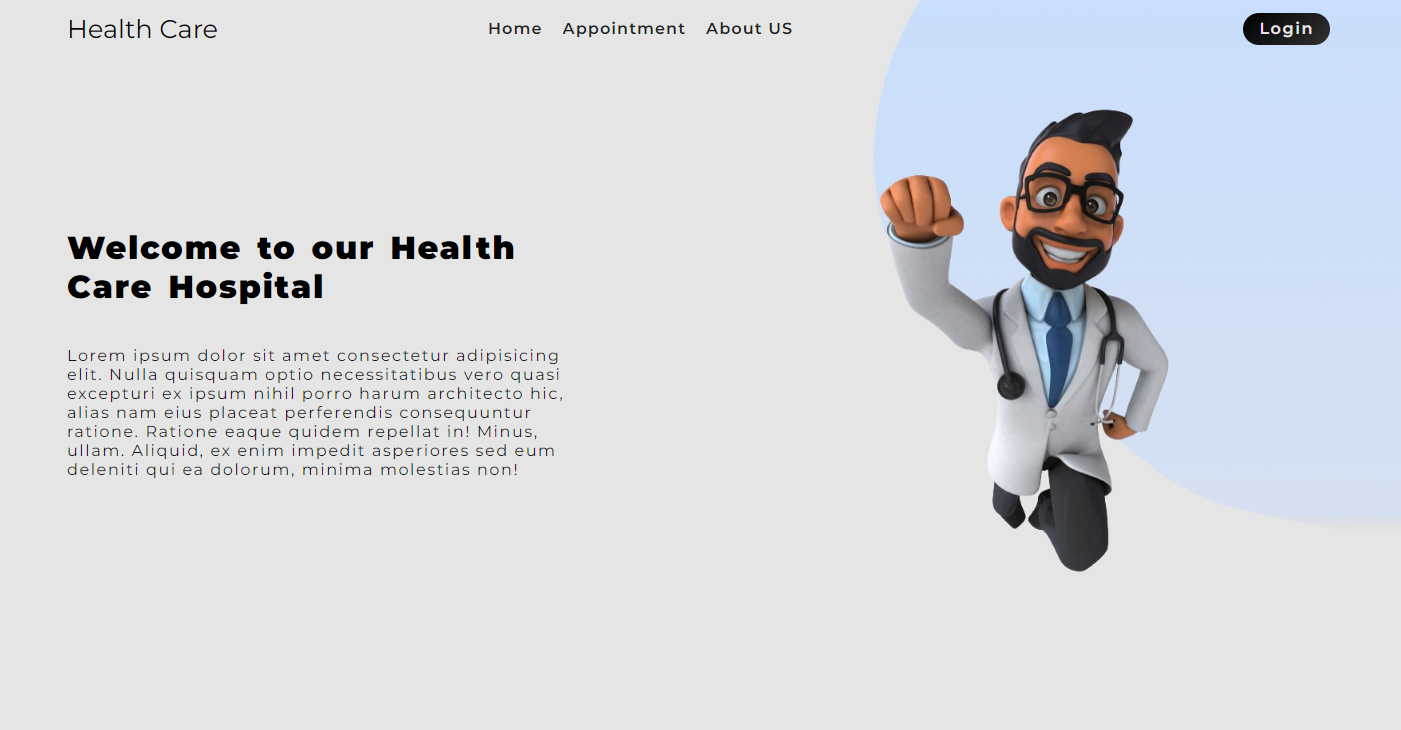 Health Care
Home
Appointment
About US
Login
Welcome to our Health
Care Hospital
Lorem ipsum dolor sit amet consectetur adipisicing
elit. Nulla quisquam optio necessitatibus vero quasi
excepturi ex ipsum nihil porro harum architecto hic,
alias nam eius placeat perferendis consequuntur
ratione. Ratione eaque quidem repellat in! Minus,
ullam. Aliquid, ex enim impedit asperiores sed eum
deleniti qui ea dolorum, minima molestias non!